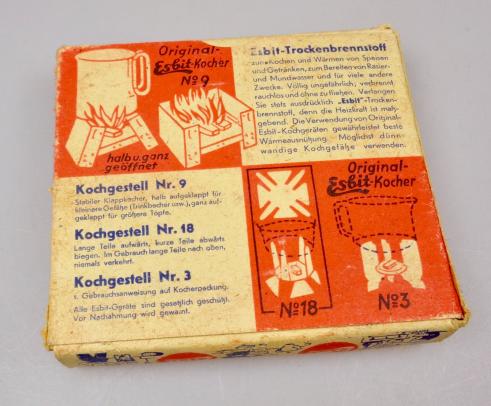 Original-
Esbit-Kocher
No 9
halb u. ganz
geöffnet
Esbit-Trockenbrennstoff
zum Kochen und Wärmen von Speisen
und Getränken, zum Bereiten von Rasier-
und Mundwasser und für viele andere
Zwecke. Völlig ungefährlich, verbrennt
rauchlos und ohne zu fließen. Verlangen
Sie stets ausdrücklich „Esbit"-Trocken-
brennstoff, denn die Heizkraft ist maß-
gebend. Die Verwendung von Original-
Esbit-Kochgeräten gewährleistet beste
Wärmeausnützung. Möglichst dünn-
wandige Kochgefäße verwenden.
Kochgestell Nr. 9
Stabiler Klappkocher, halb aufgeklappt für
kleinere Gefäße (Trinkbecher usw.), ganz auf-
geklappt für größere Töpfe.
Kochgestell Nr. 18
Lange Teile aufwärts, kurze Teile abwärts
biegen. Im Gebrauch lange Teile nach oben,
niemals verkehrt.
Kochgestell Nr. 3
s. Gebrauchsanweisung auf Kocherpackung.
Alle Esbit-Geräte sind gesetzlich geschützt.
Vor Nachahmung wird gewarnt.
Original-
Esbit-Kocher
No 18
No 3